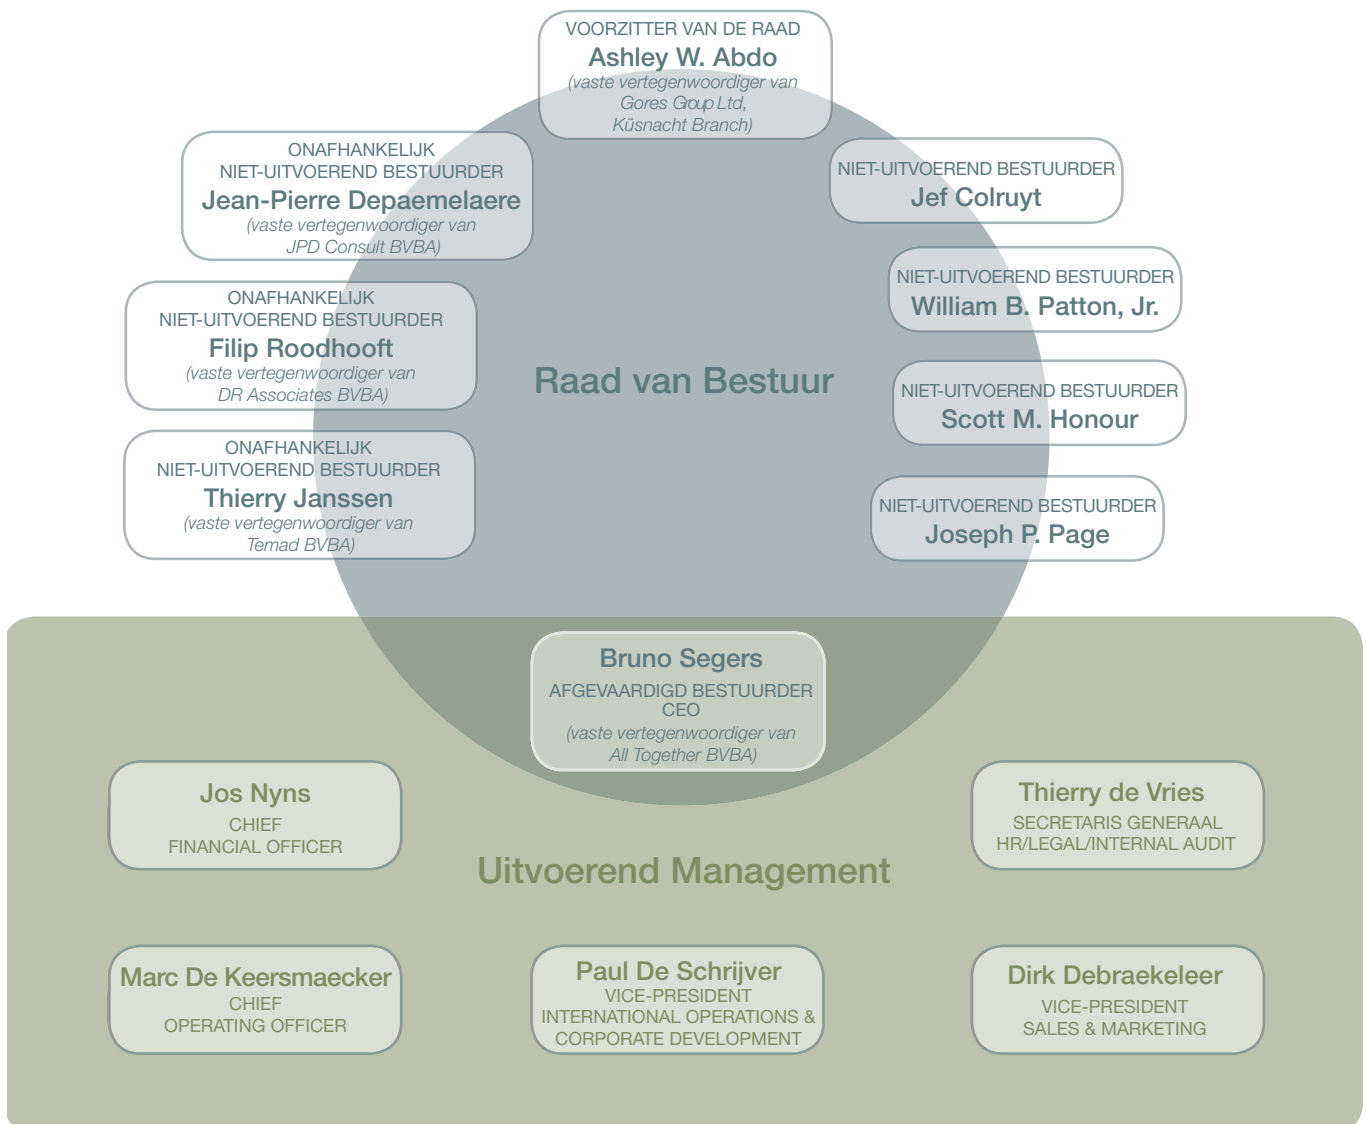 VOORZITTER VAN DE RAAD
Ashley W. Abdo
(vaste vertegenwoordiger van
Gores Group Ltd,
Küsnacht Branch)
ONAFHANKELIJK
NIET-UITVOEREND BESTUURDER
Jean-Pierre Depaemelaere
(vaste vertegenwoordiger van
JPD Consult BVBA)
NIET-UITVOEREND BESTUURDER
Jef Colruyt
ONAFHANKELIJK
NIET-UITVOEREND BESTUURDER
Filip Roodhooft
(vaste vertegenwoordiger van
DR Associates BVBA)
NIET-UITVOEREND BESTUURDER
William B. Patton, Jr.
Raad van Bestuur
NIET-UITVOEREND BESTUURDER
Scott M. Honour
ONAFHANKELIJK
NIET-UITVOEREND BESTUURDER
Thierry Janssen
(vaste vertegenwoordiger van
Temad BVBA)
NIET-UITVOEREND BESTUURDER
Joseph P. Page
Bruno Segers
AFGEVAARDIGD BESTUURDER
CEO
(vaste vertegenwoordiger van
All Together BVBA)
Jos Nyns
CHIEF
FINANCIAL OFFICER
Thierry de Vries
SECRETARIS GENERAAL
HR/LEGAL/INTERNAL AUDIT
Uitvoerend Management
Marc De Keersmaecker
CHIEF
OPERATING OFFICER
Paul De Schrijver
VICE-PRESIDENT
INTERNATIONAL OPERATIONS &
CORPORATE DEVELOPMENT
Dirk Debraekeleer
VICE-PRESIDENT
SALES & MARKETING